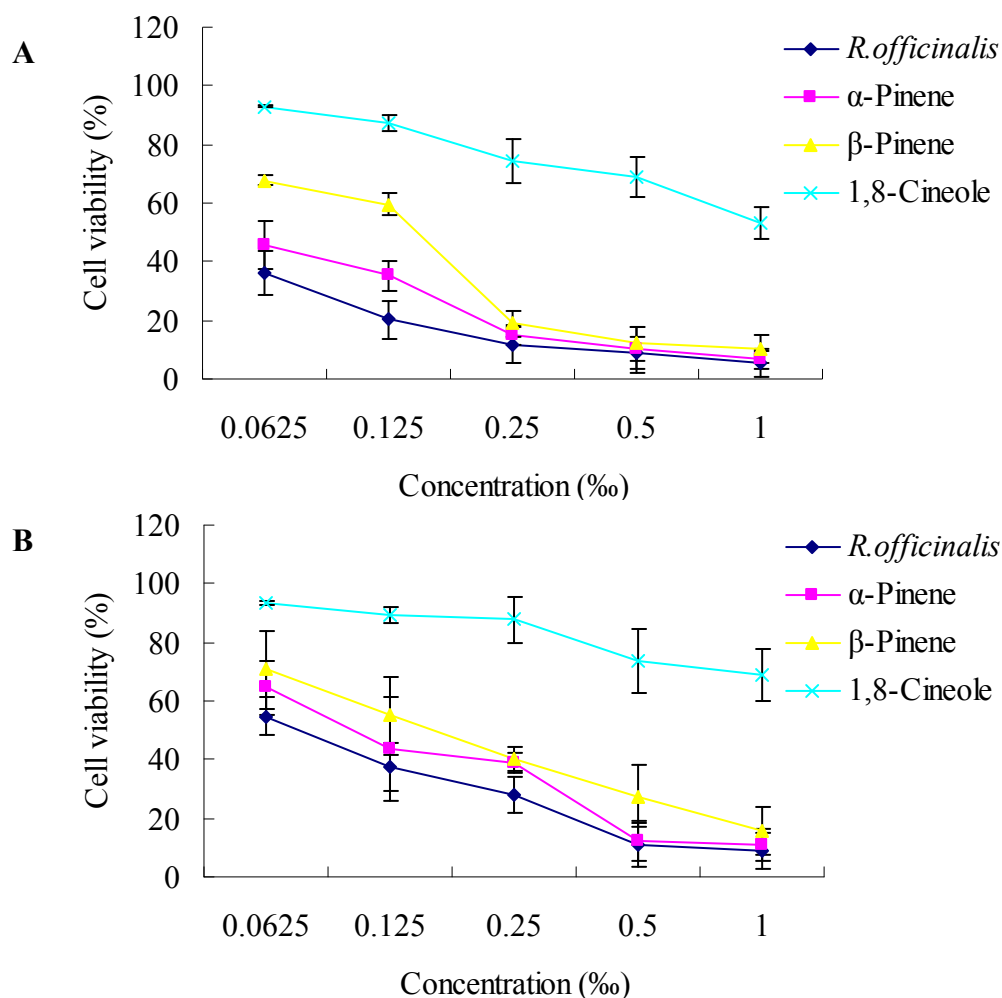 A
120
100
80
60
40
20
0
Cell viability (%)
0.0625 0.125 0.25 0.5 1
Concentration (‰)
R.officinalis
α-Pinene
β-Pinene
1,8-Cineole
B
120
100
80
60
40
20
0
Cell viability (%)
0.0625 0.125 0.25 0.5 1
Concentration (‰)
R.officinalis
α-Pinene
β-Pinene
1,8-Cineole